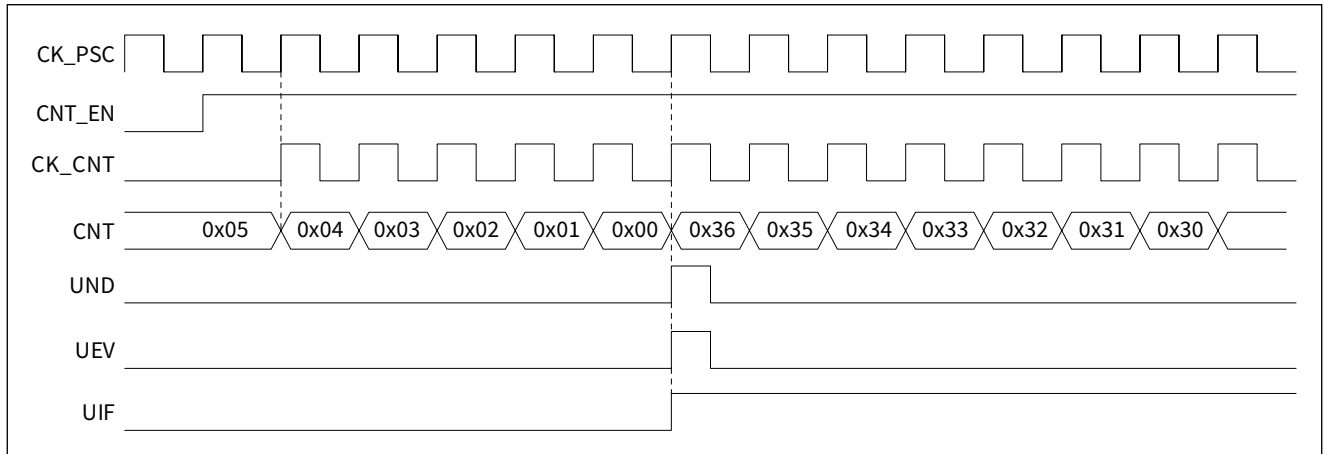 CK_PSC
CNT_EN
CK_CNT
CNT 0x05 0x04 0x03 0x02 0x01 0x00 0x36 0x35 0x34 0x33 0x32 0x31 0x30
UND
UEV
UIF